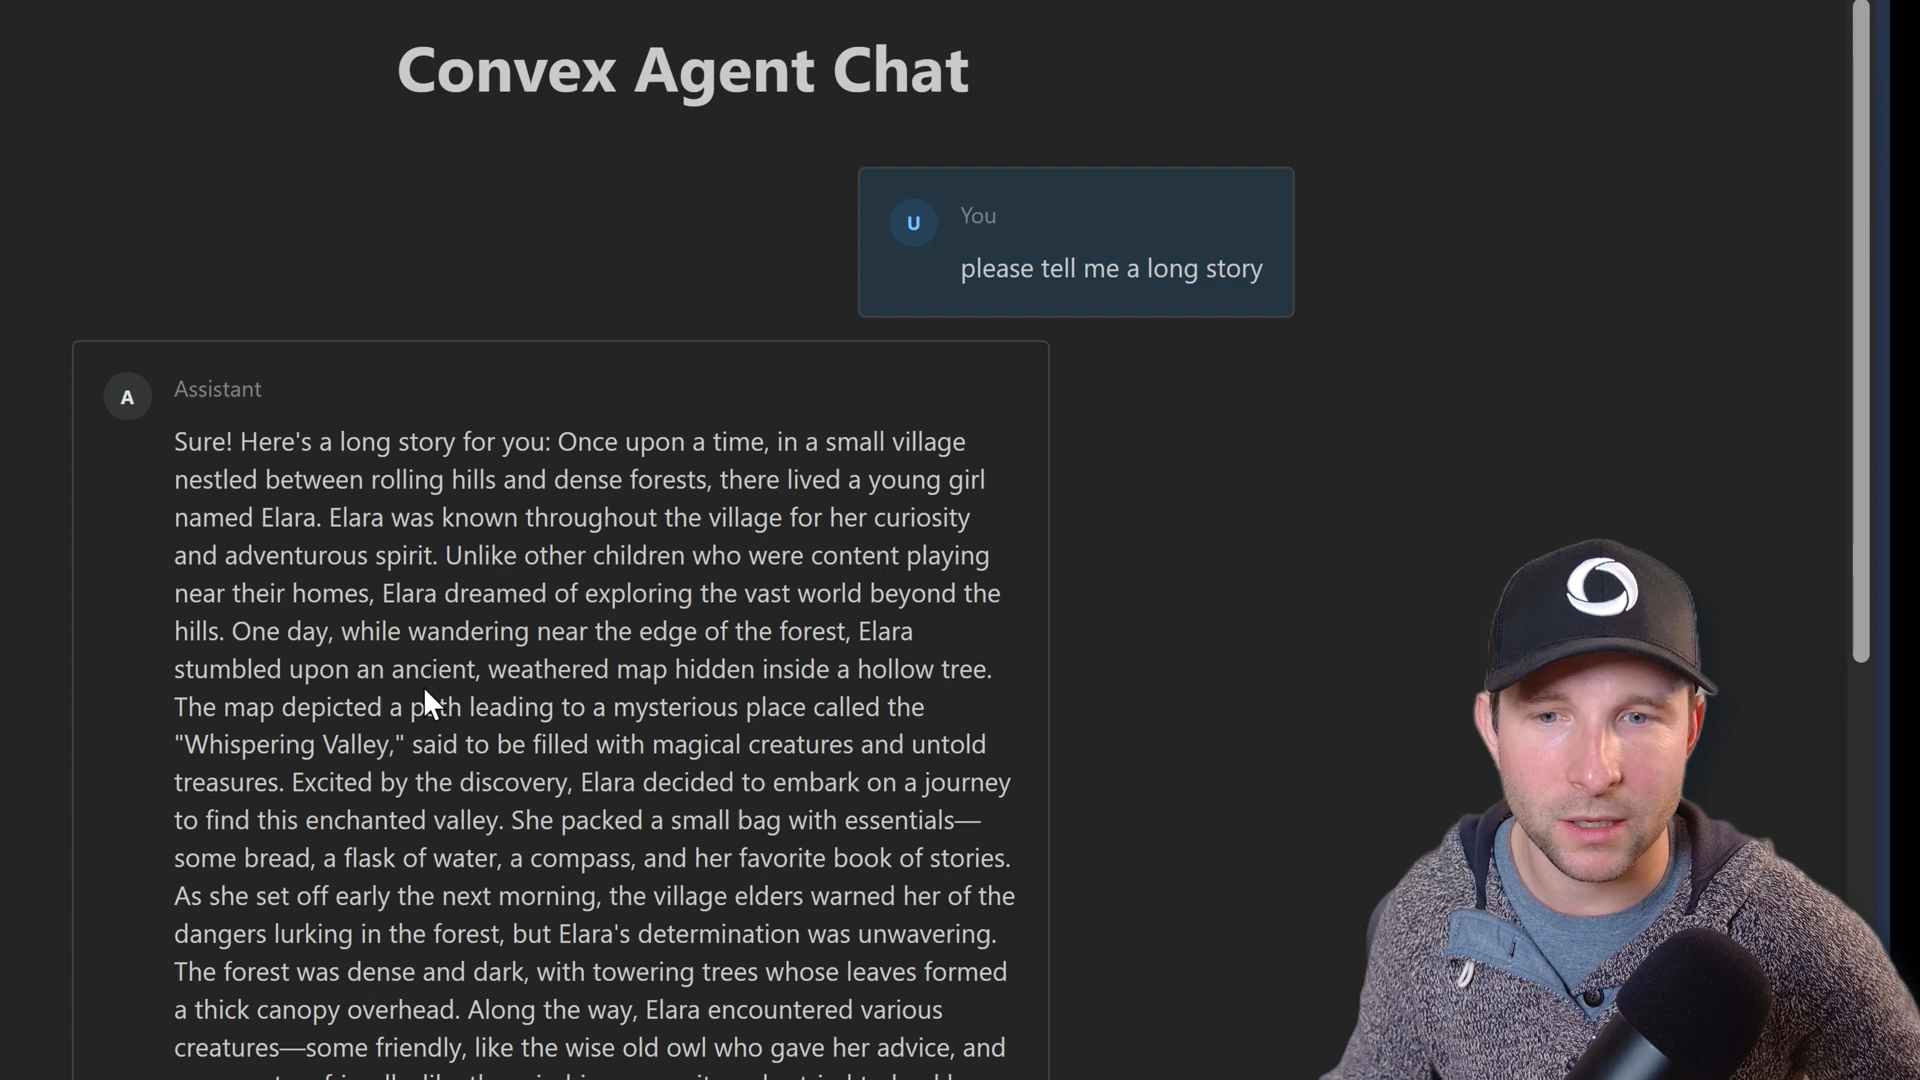 Convex Agent Chat
U
You
please tell me a long story
A
Assistant
Sure! Here's a long story for you: Once upon a time, in a small village
nestled between rolling hills and dense forests, there lived a young girl
named Elara. Elara was known throughout the village for her curiosity
and adventurous spirit. Unlike other children who were content playing
near their homes, Elara dreamed of exploring the vast world beyond the
hills. One day, while wandering near the edge of the forest, Elara
stumbled upon an ancient, weathered map hidden inside a hollow tree.
The map depicted a path leading to a mysterious place called the
"Whispering Valley," said to be filled with magical creatures and untold
treasures. Excited by the discovery, Elara decided to embark on a journey
to find this enchanted valley. She packed a small bag with essentials—
some bread, a flask of water, a compass, and her favorite book of stories.
As she set off early the next morning, the village elders warned her of the
dangers lurking in the forest, but Elara's determination was unwavering.
The forest was dense and dark, with towering trees whose leaves formed
a thick canopy overhead. Along the way, Elara encountered various
creatures—some friendly, like the wise old owl who gave her advice, and